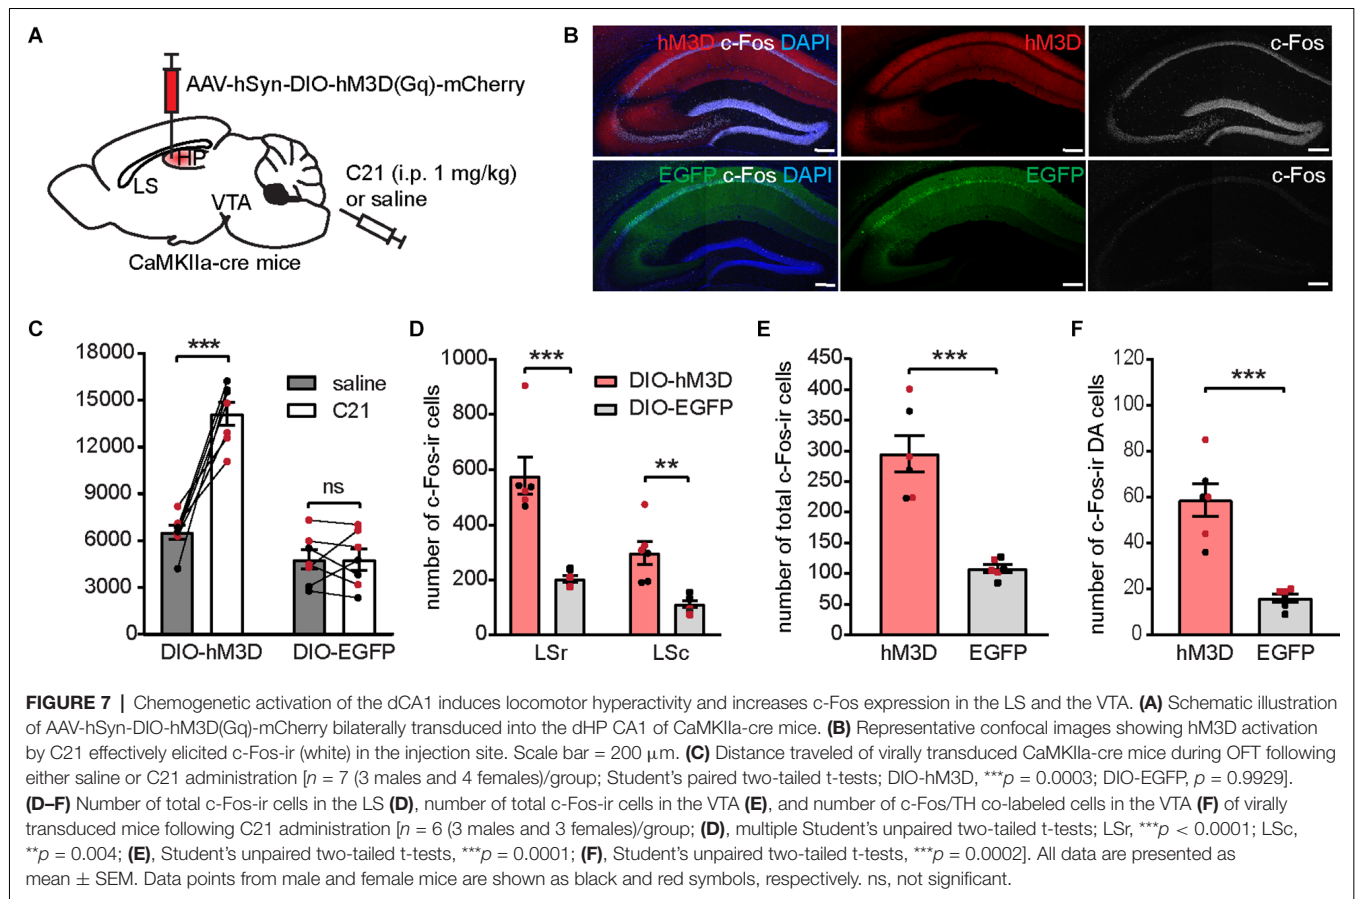 A
AAV-hSyn-DIO-hM3D(Gq)-mCherry
HP
LS
VTA
C21 (i.p. 1 mg/kg)
or saline
CaMKIIa-cre mice
B
hM3D c-Fos DAPI
hM3D
c-Fos
EGFP c-Fos DAPI
EGFP
c-Fos
C
18000
15000
12000
9000
6000
3000
0
***
ns
saline
C21
DIO-hM3D
DIO-EGFP
D
number of c-Fos-ir cells
1000
800
600
400
200
0
***
**
DIO-hM3D
DIO-EGFP
LSr
LSc
E
number of total c-Fos-ir cells
450
400
350
300
250
200
150
100
50
0
***
hM3D
EGFP
F
number of c-Fos-ir DA cells
120
100
80
60
40
20
0
***
hM3D
EGFP
FIGURE 7 | Chemogenetic activation of the dCA1 induces locomotor hyperactivity and increases c-Fos expression in the LS and the VTA. (A) Schematic illustration
of AAV-hSyn-DIO-hM3D(Gq)-mCherry bilaterally transduced into the dHP CA1 of CaMKIIa-cre mice. (B) Representative confocal images showing hM3D activation
by C21 effectively elicited c-Fos-ir (white) in the injection site. Scale bar = 200 μm. (C) Distance traveled of virally transduced CaMKIIa-cre mice during OFT following
either saline or C21 administration [n = 7 (3 males and 4 females)/group; Student's paired two-tailed t-tests; DIO-hM3D, ***p = 0.0003; DIO-EGFP, p = 0.9929].
(D–F) Number of total c-Fos-ir cells in the LS (D), number of total c-Fos-ir cells in the VTA (E), and number of c-Fos/TH co-labeled cells in the VTA (F) of virally
transduced mice following C21 administration [n = 6 (3 males and 3 females)/group; (D), multiple Student's unpaired two-tailed t-tests; LSr, ***p < 0.0001; LSc,
**p = 0.004; (E), Student's unpaired two-tailed t-tests, ***p = 0.0001; (F), Student's unpaired two-tailed t-tests, ***p = 0.0002]. All data are presented as
mean ± SEM. Data points from male and female mice are shown as black and red symbols, respectively. ns, not significant.